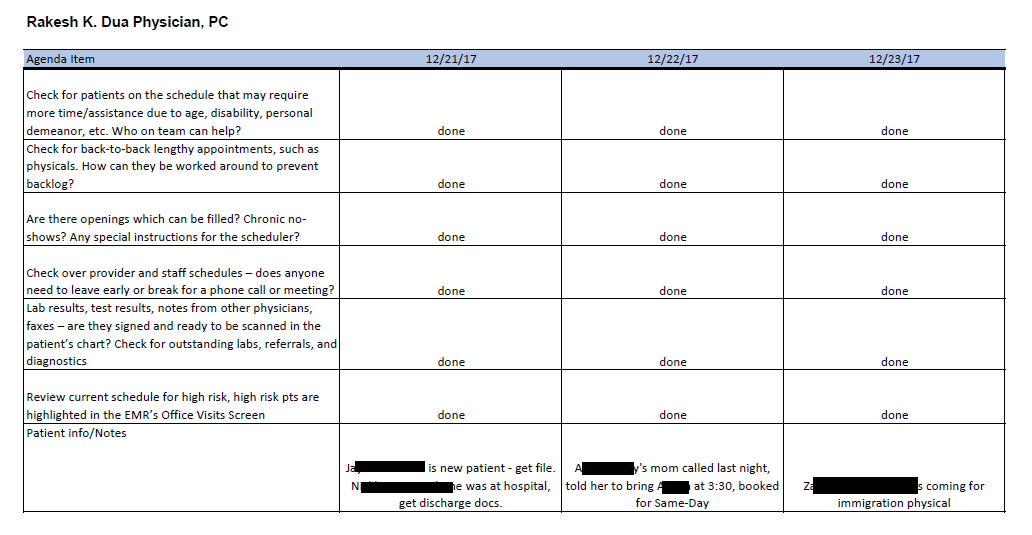 Rakesh K. Dua Physician, PC
Agenda Item 12/21/17 12/22/17 12/23/17
Check for patients on the schedule that may require
more time/assistance due to age, disability, personal
demeanor, etc. Who on team can help? done done done
Check for back-to-back lengthy appointments, such as
physicals. How can they be worked around to prevent
backlog? done done done
Are there openings which can be filled? Chronic no-
shows? Any special instructions for the scheduler? done done done
Check over provider and staff schedules – does anyone
need to leave early or break for a phone call or meeting? done done done
Lab results, test results, notes from other physicians,
faxes – are they signed and ready to be scanned in the
patient's chart? Check for outstanding labs, referrals, and
diagnostics done done done
Review current schedule for high risk, high risk pts are
highlighted in the EMR's Office Visits Screen done done done
Patient info/Notes
is new patient - get file.
was at hospital,
get discharge docs.
mom called last night,
told her to bring at 3:30, booked
for Same-Day
coming for
immigration physical